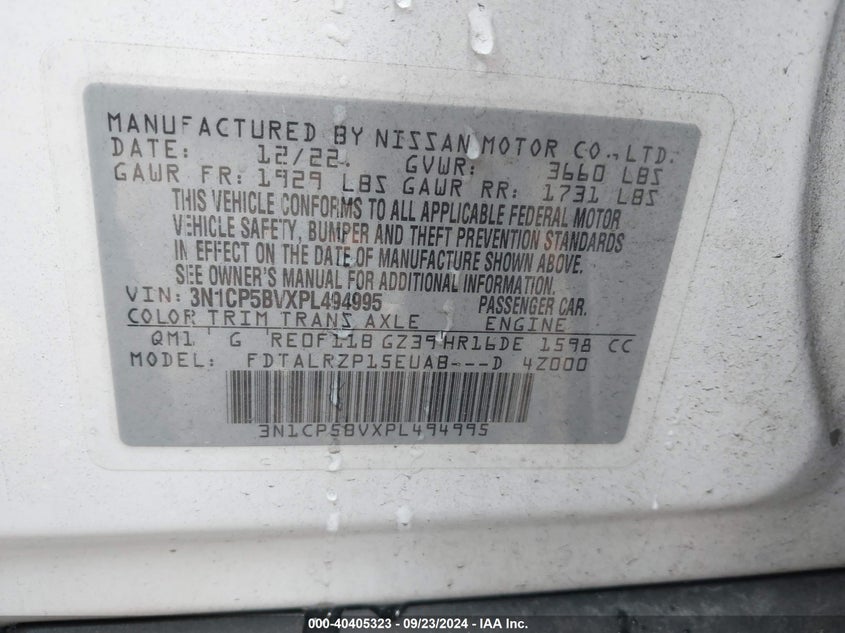 MANUFACTURED BY NISSAN MOTOR CO., LTD.
DATE: 12/22. GVWR: 3660 LBS
GAWR FR: 1929 LBS GAWR RR: 1731 LBS
THIS VEHICLE CONFORMS TO ALL APPLICABLE FEDERAL MOTOR
VEHICLE SAFETY, BUMPER AND THEFT PREVENTION STANDARDS
IN EFFECT ON THE DATE OF MANUFACTURE SHOWN ABOVE.
SEE OWNER'S MANUAL FOR ADDITIONAL INFORMATION.
VIN: 3N1CP5BVXPL494995 PASSENGER CAR.
COLOR TRIM TRANS AXLE ENGINE
QM1 G RE0F11B GZ39 HR16DE 1598 CC
MODEL: FDTALRZP15EUAB---D 4Z000
3N1CP5BVXPL494995
000-40405323 - 09/23/2024 - IAA Inc.